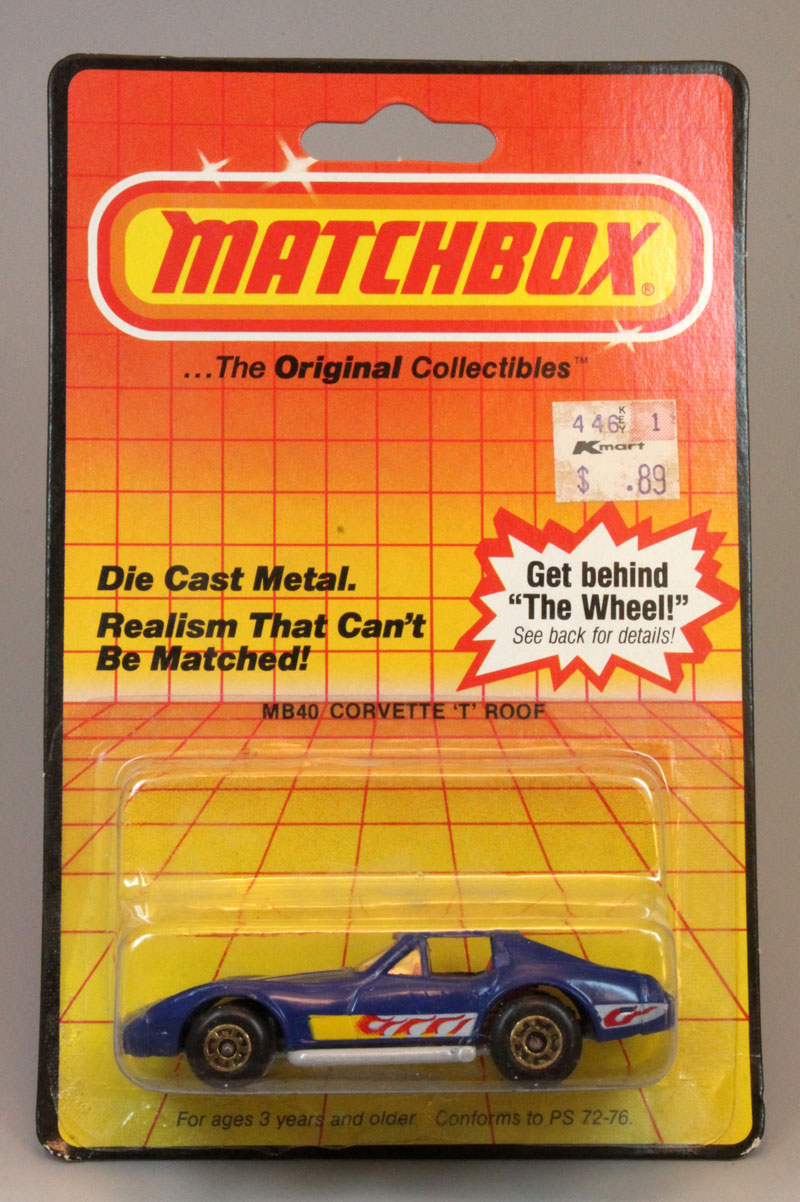 MATCHBOX®
...The Original Collectibles™
446 KEY 1
Kmart
$ .89
Die Cast Metal.
Realism That Can't
Be Matched!
Get behind
“The Wheel!”
See back for details!
MB40 CORVETTE ‘T’ ROOF
For ages 3 years and older. Conforms to PS 72-76.